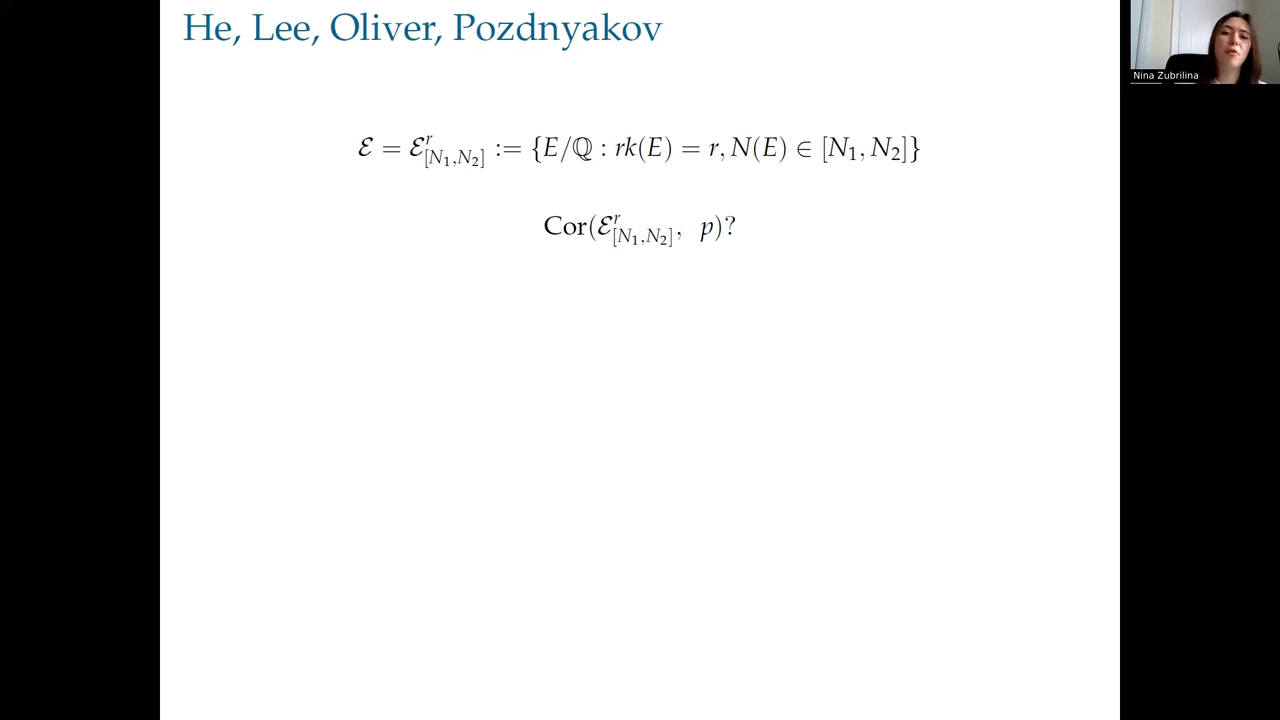 He, Lee, Oliver, Pozdnyakov
Nina Zubrilina
ℰ = ℰ^r_{[N_1,N_2]} := {E/ℚ : rk(E) = r, N(E) ∈ [N_1, N_2]}
Cor(ℰ^r_{[N_1,N_2]}, p)?